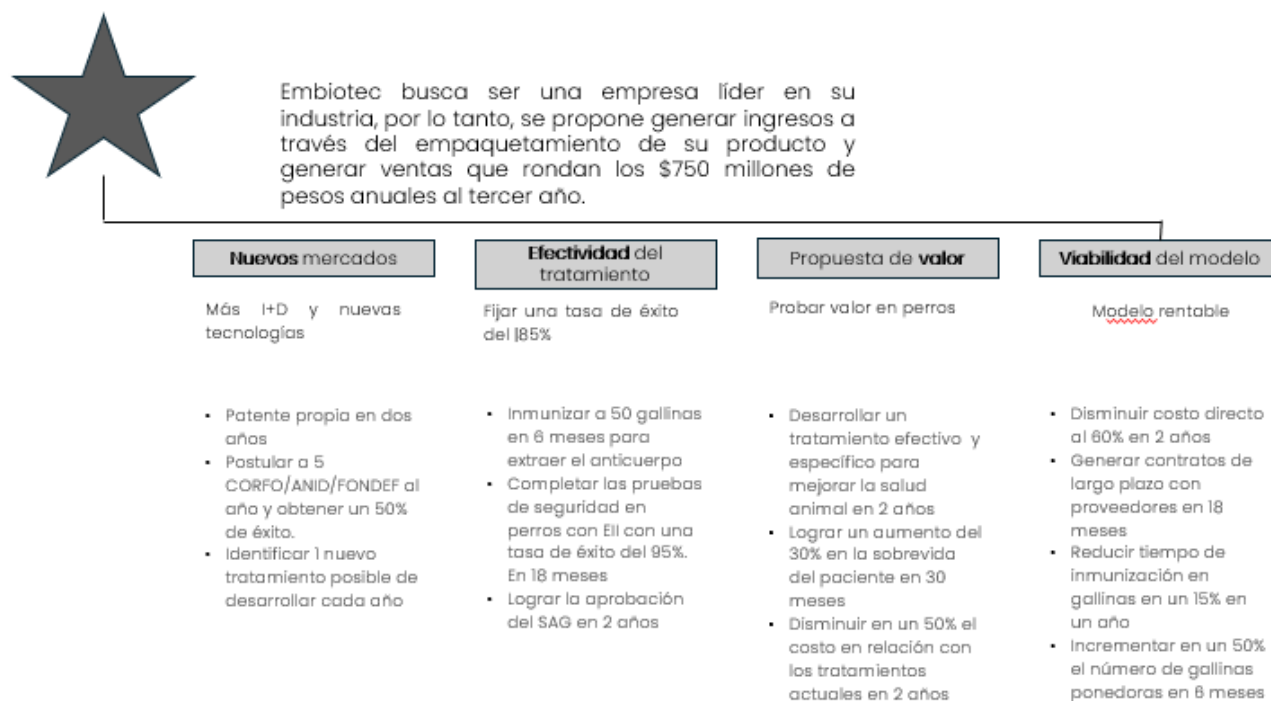 Embiotec busca ser una empresa líder en su
industria, por lo tanto, se propone generar ingresos a
través del empaquetamiento de su producto y
generar ventas que rondan los $750 millones de
pesos anuales al tercer año.
Nuevos mercados
Más I+D y nuevas
tecnologías
▪ Patente propia en dos
años
▪ Postular a 5
CORFO/ANID/FONDEF al
año y obtener un 50%
de éxito.
▪ Identificar 1 nuevo
tratamiento posible de
desarrollar cada año
Efectividad del
tratamiento
Fijar una tasa de éxito
del |85%
▪ Inmunizar a 50 gallinas
en 6 meses para
extraer el anticuerpo
▪ Completar las pruebas
de seguridad en
perros con EII con una
tasa de éxito del 95%.
En 18 meses
▪ Lograr la aprobación
del SAG en 2 años
Propuesta de valor
Probar valor en perros
▪ Desarrollar un
tratamiento efectivo y
específico para
mejorar la salud
animal en 2 años
▪ Lograr un aumento del
30% en la sobrevida
del paciente en 30
meses
▪ Disminuir en un 50% el
costo en relación con
los tratamientos
actuales en 2 años
Viabilidad del modelo
Modelo rentable
▪ Disminuir costo directo
al 60% en 2 años
▪ Generar contratos de
largo plazo con
proveedores en 18
meses
▪ Reducir tiempo de
inmunización en
gallinas en un 15% en
un año
▪ Incrementar en un 50%
el número de gallinas
ponedoras en 6 meses